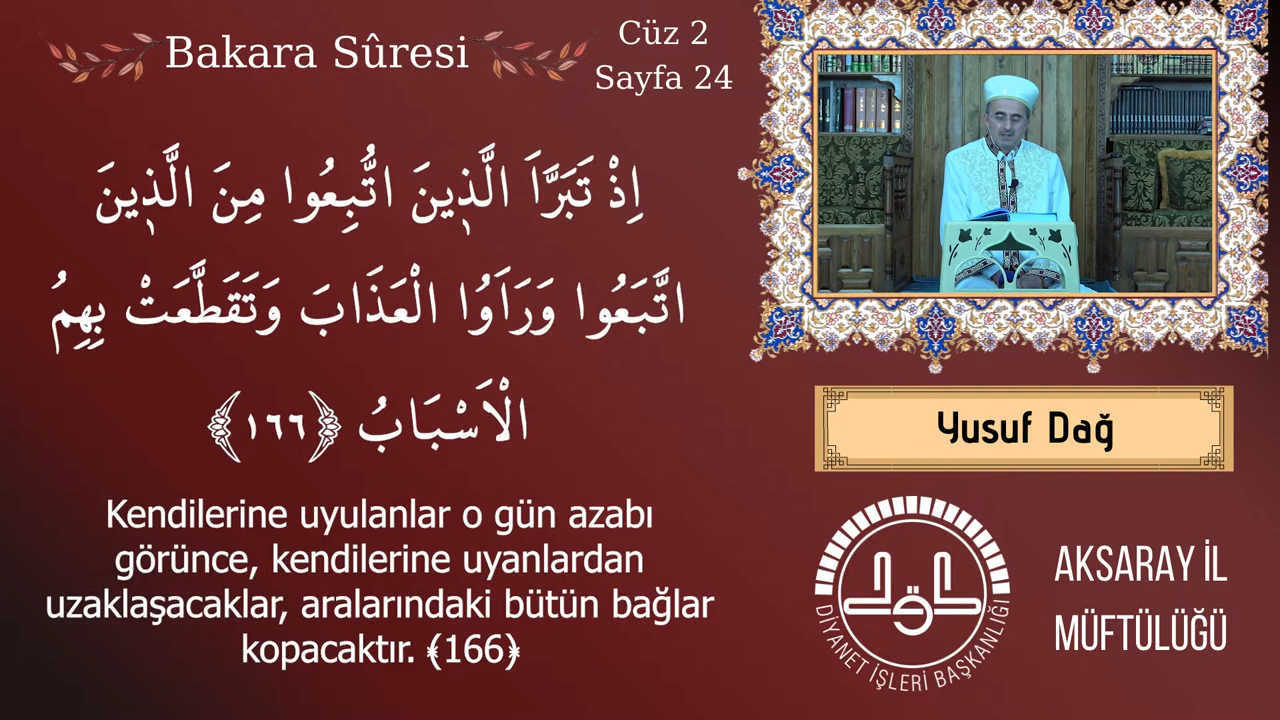 Bakara Sûresi
Cüz 2
Sayfa 24
اِذْ تَبَرَّاَ الَّذ۪ينَ اتُّبِعُوا مِنَ الَّذ۪ينَ
اتَّبَعُوا وَرَاَوُا الْعَذَابَ وَتَقَطَّعَتْ بِهِمُ
الْاَسْبَابُ ﴿١٦٦﴾
Kendilerine uyulanlar o gün azabı
görünce, kendilerine uyanlardan
uzaklaşacaklar, aralarındaki bütün bağlar
kopacaktır. ﴾166﴿
Yusuf Dağ
DİYANET İŞLERİ BAŞKANLIĞI
AKSARAY İL
MÜFTÜLÜĞÜ